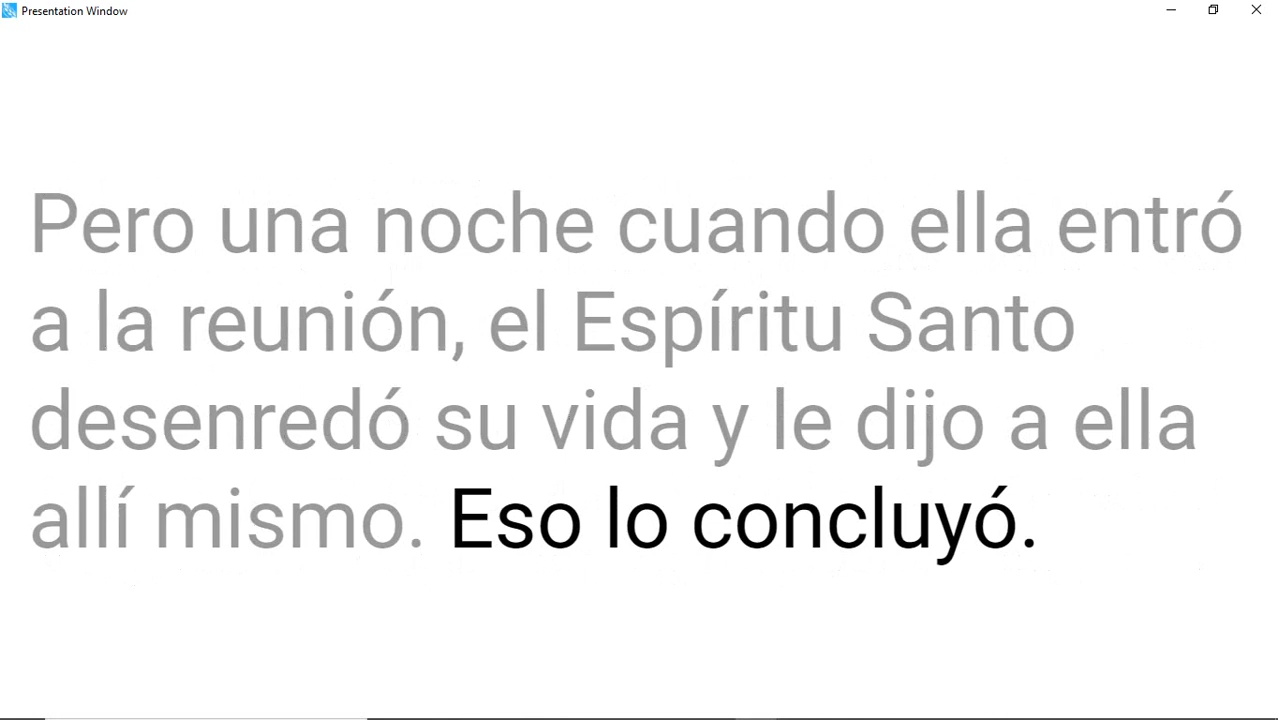 Presentation Window
Pero una noche cuando ella entró
a la reunión, el Espíritu Santo
desenredó su vida y le dijo a ella
allí mismo. Eso lo concluyó.